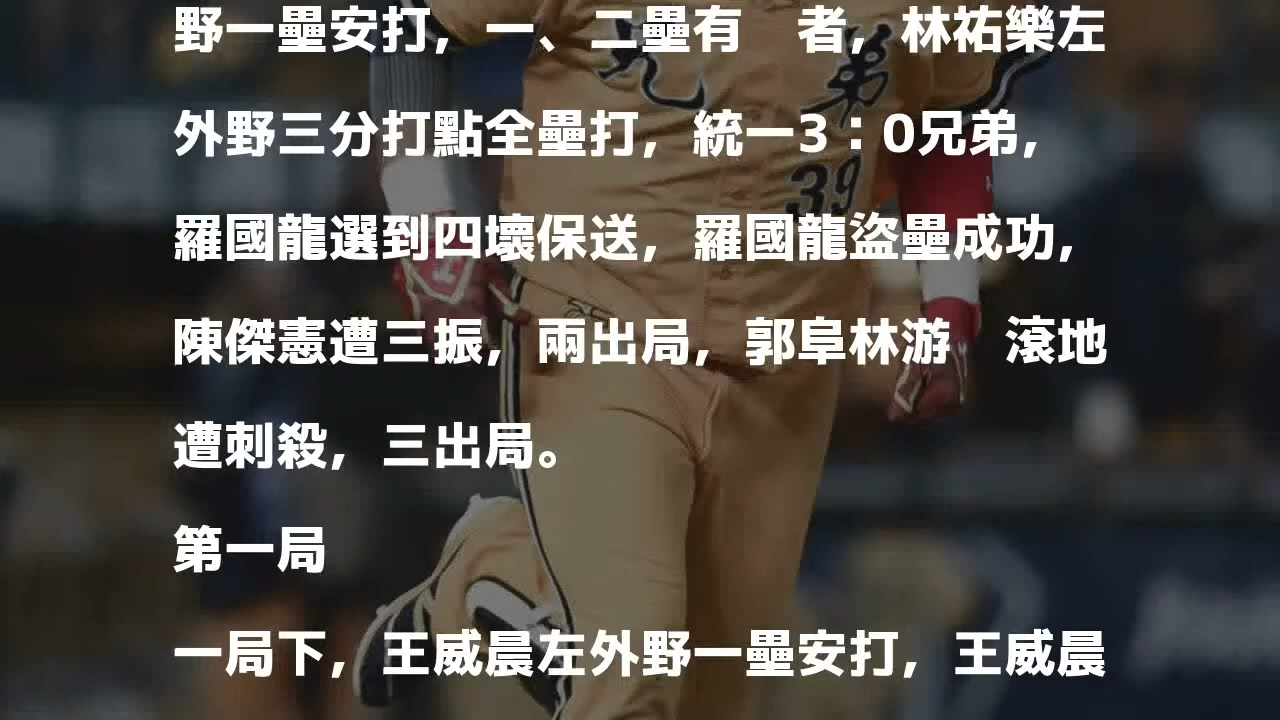 野一壘安打，一、二壘有　者，林祐樂左
外野三分打點全壘打，統一3：0兄弟，
羅國龍選到四壞保送，羅國龍盜壘成功，
陳傑憲遭三振，兩出局，郭阜林游　滾地
遭刺殺，三出局。
第一局
一局下，王威晨左外野一壘安打，王威晨
兄弟
39